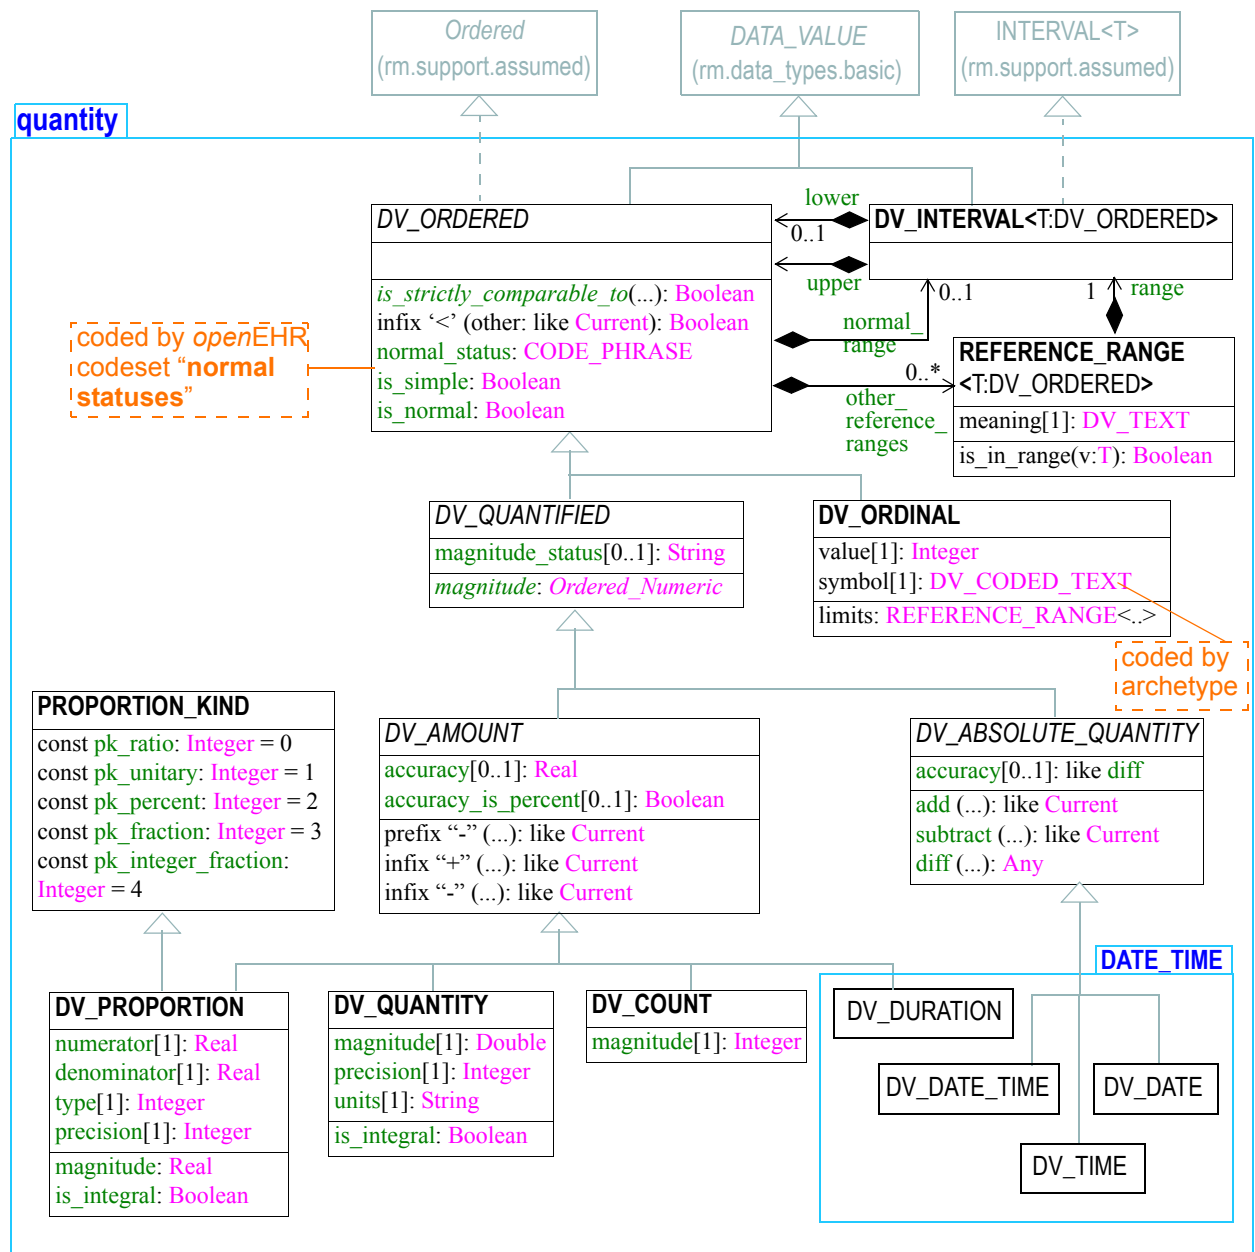 Ordered
(rm.support.assumed)
DATA_VALUE
(rm.data_types.basic)
INTERVAL<T>
(rm.support.assumed)
quantity
DV_ORDERED
is_strictly_comparable_to(...): Boolean
infix ‘<’ (other: like Current): Boolean
normal_status: CODE_PHRASE
is_simple: Boolean
is_normal: Boolean
lower
0..1
upper
DV_INTERVAL<T:DV_ORDERED>
0..1
normal_
range
1
range
0..*
other_
reference_
ranges
REFERENCE_RANGE
<T:DV_ORDERED>
meaning[1]: DV_TEXT
is_in_range(v:T): Boolean
coded by openEHR
codeset “normal
statuses”
DV_QUANTIFIED
magnitude_status[0..1]: String
magnitude: Ordered_Numeric
DV_ORDINAL
value[1]: Integer
symbol[1]: DV_CODED_TEXT
limits: REFERENCE_RANGE<..>
coded by
archetype
PROPORTION_KIND
const pk_ratio: Integer = 0
const pk_unitary: Integer = 1
const pk_percent: Integer = 2
const pk_fraction: Integer = 3
const pk_integer_fraction:
Integer = 4
DV_AMOUNT
accuracy[0..1]: Real
accuracy_is_percent[0..1]: Boolean
prefix “-” (...): like Current
infix “+” (...): like Current
infix “-” (...): like Current
DV_ABSOLUTE_QUANTITY
accuracy[0..1]: like diff
add (...): like Current
subtract (...): like Current
diff (...): Any
DV_PROPORTION
numerator[1]: Real
denominator[1]: Real
type[1]: Integer
precision[1]: Integer
magnitude: Real
is_integral: Boolean
DV_QUANTITY
magnitude[1]: Double
precision[1]: Integer
units[1]: String
is_integral: Boolean
DV_COUNT
magnitude[1]: Integer
DATE_TIME
DV_DURATION
DV_DATE_TIME
DV_DATE
DV_TIME